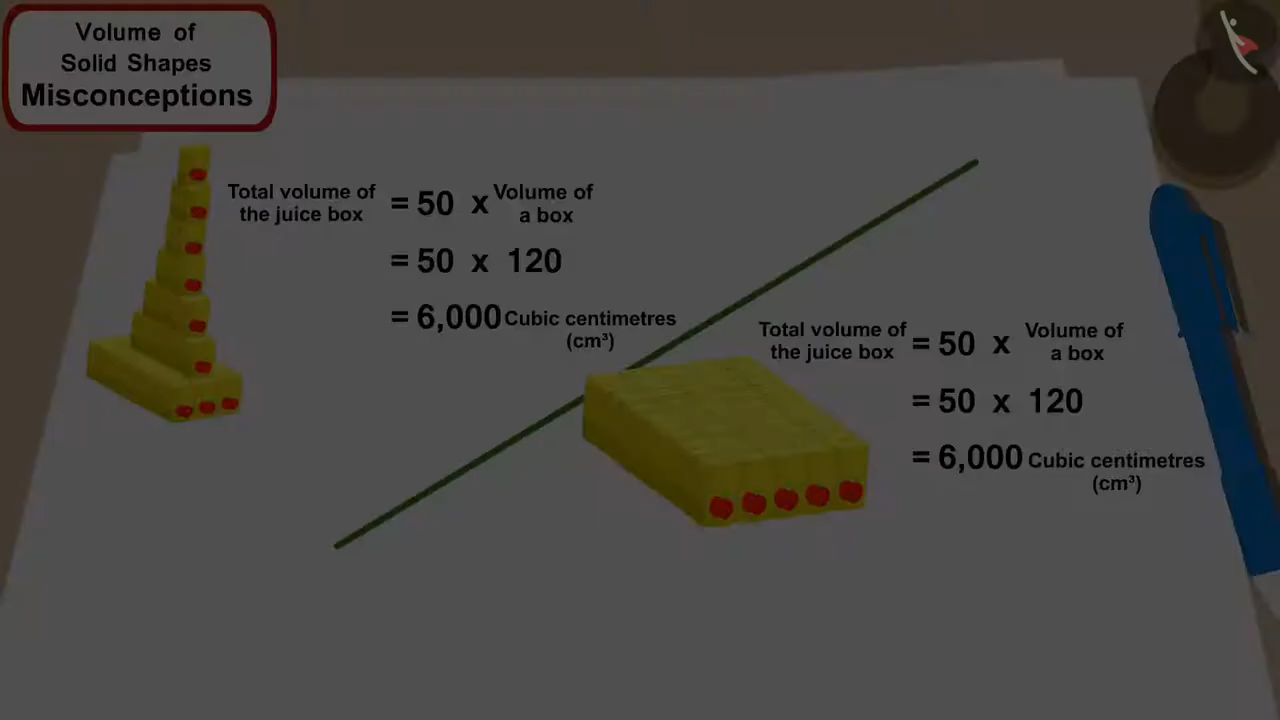 Volume of
Solid Shapes
Misconceptions
Total volume of
the juice box
= 50 x Volume of
a box
= 50 x 120
= 6,000 Cubic centimetres
(cm³)
Total volume of
the juice box
= 50 x Volume of
a box
= 50 x 120
= 6,000 Cubic centimetres
(cm³)